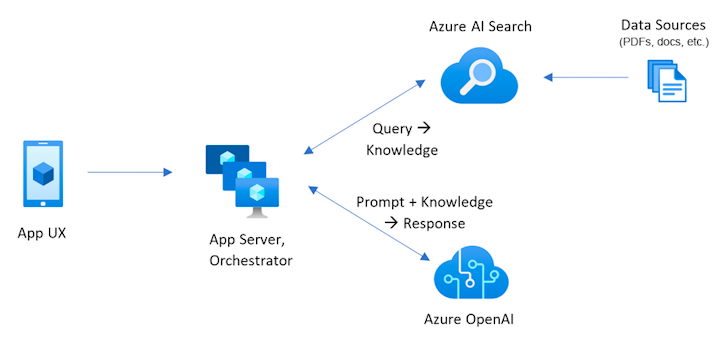 Azure AI Search
Data Sources
(PDFs, docs, etc.)
Query →
Knowledge
App UX
App Server,
Orchestrator
Prompt + Knowledge
→ Response
Azure OpenAI